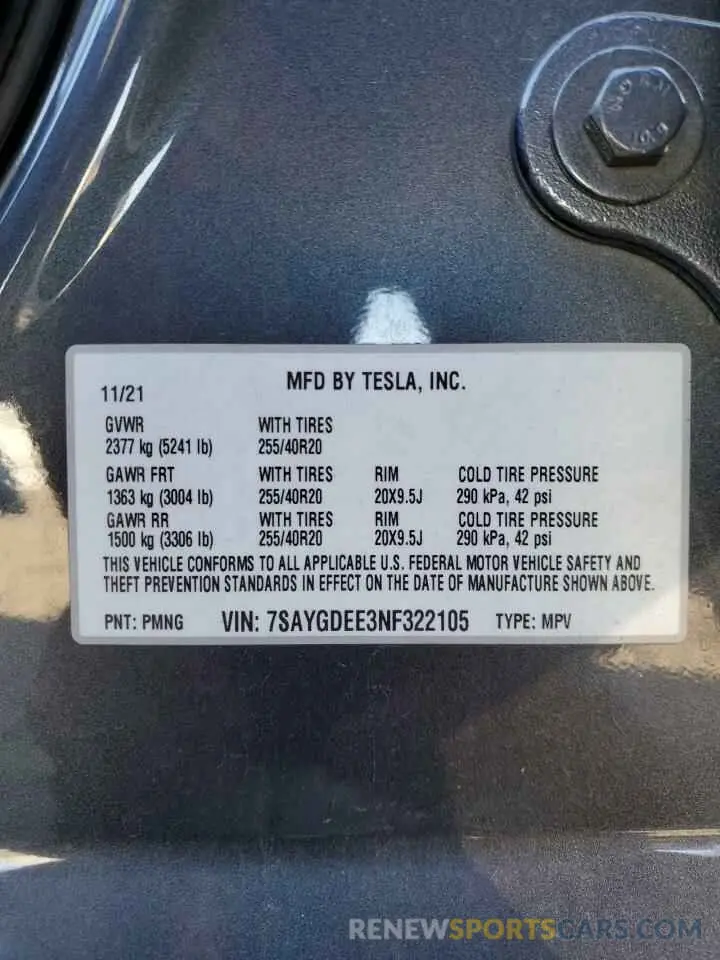 11/21 MFD BY TESLA, INC.
GVWR WITH TIRES
2377 kg (5241 lb) 255/40R20
GAWR FRT WITH TIRES RIM COLD TIRE PRESSURE
1363 kg (3004 lb) 255/40R20 20X9.5J 290 kPa, 42 psi
GAWR RR WITH TIRES RIM COLD TIRE PRESSURE
1500 kg (3306 lb) 255/40R20 20X9.5J 290 kPa, 42 psi
THIS VEHICLE CONFORMS TO ALL APPLICABLE U.S. FEDERAL MOTOR VEHICLE SAFETY AND
THEFT PREVENTION STANDARDS IN EFFECT ON THE DATE OF MANUFACTURE SHOWN ABOVE.
PNT: PMNG VIN: 7SAYGDEE3NF322105 TYPE: MPV
RENEWSPORTSCARS.COM